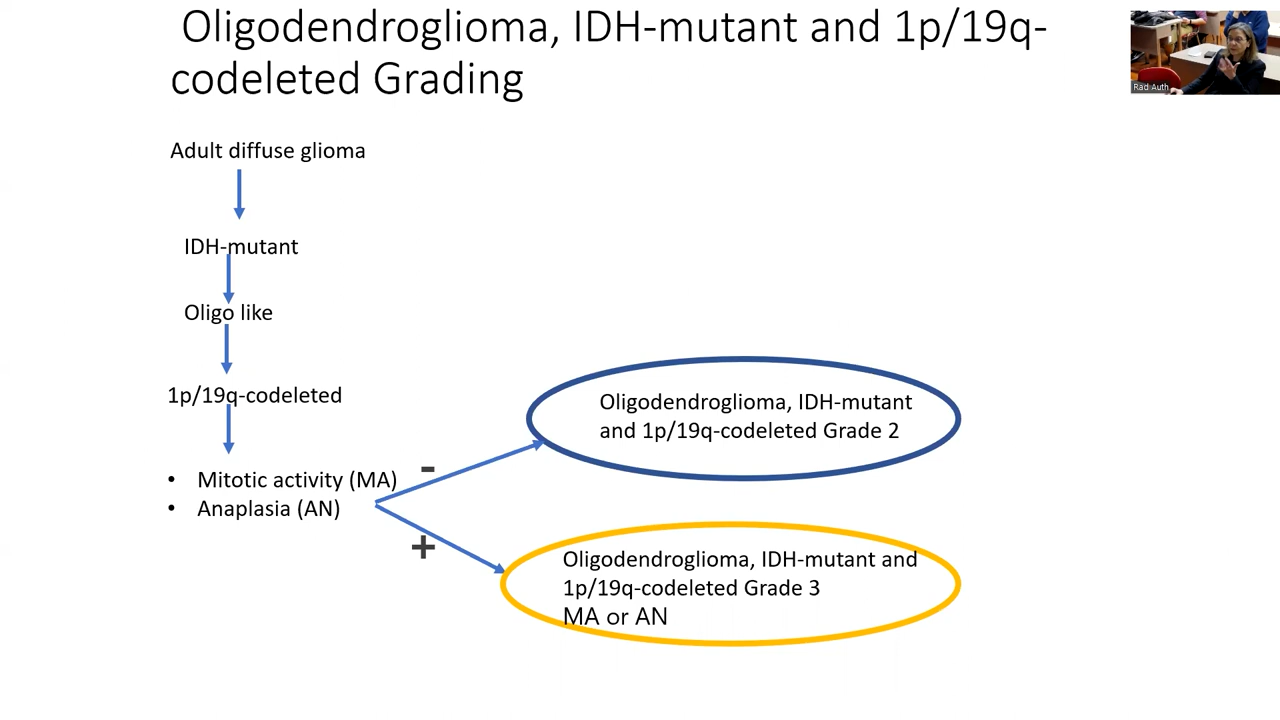 Oligodendroglioma, IDH-mutant and 1p/19q-
codeleted Grading
Rad Auth
Adult diffuse glioma
IDH-mutant
Oligo like
1p/19q-codeleted
• Mitotic activity (MA)
• Anaplasia (AN)
-
+
Oligodendroglioma, IDH-mutant
and 1p/19q-codeleted Grade 2
Oligodendroglioma, IDH-mutant and
1p/19q-codeleted Grade 3
MA or AN